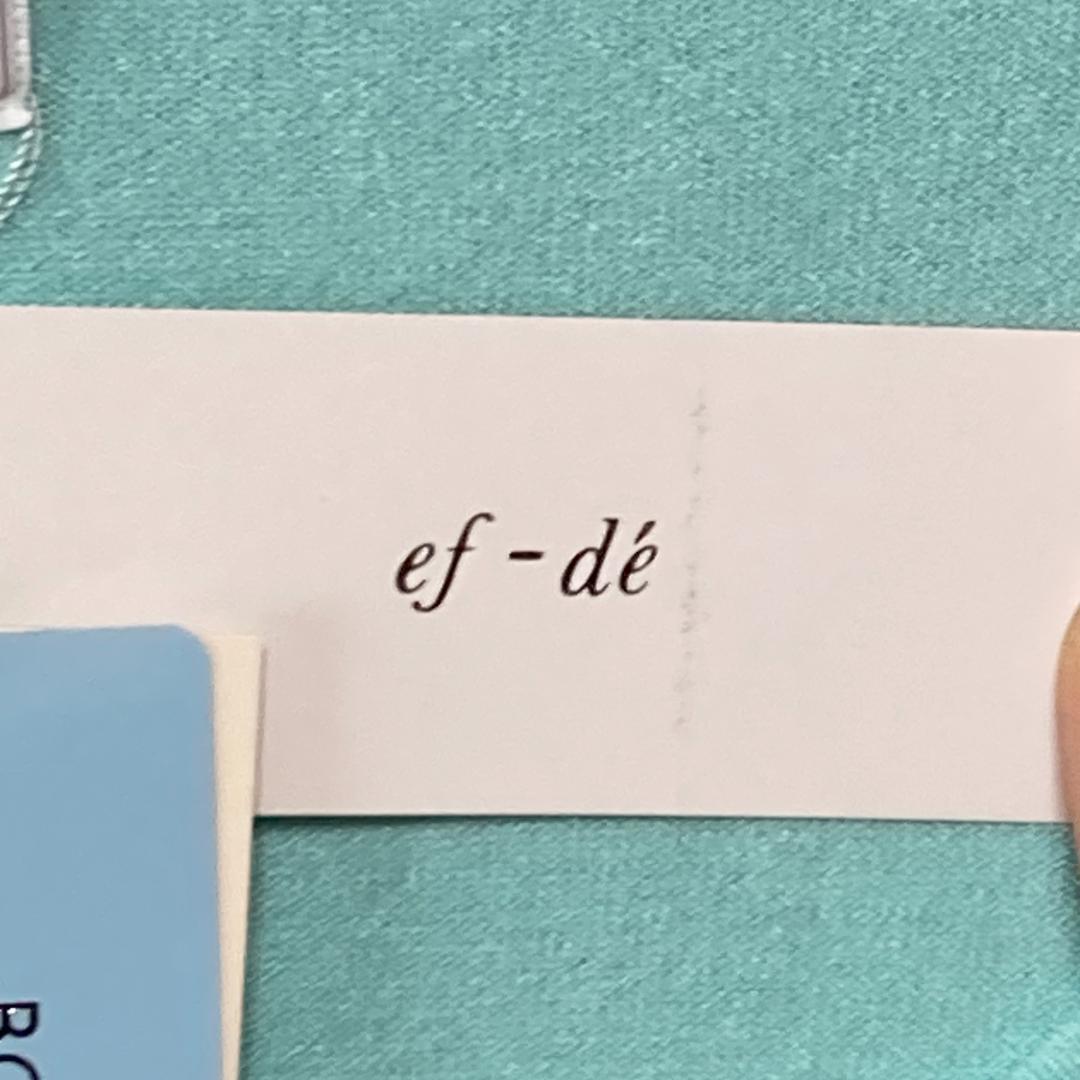 ef - dé